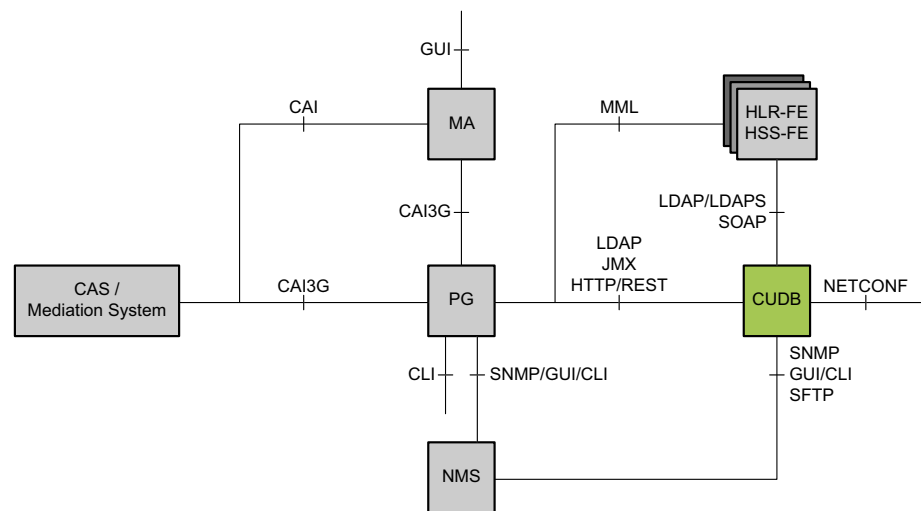 GUI
CAI
MA
MML
HLR-FE
HSS-FE
CAI3G
LDAP/LDAPS
SOAP
CAS /
Mediation System
CAI3G
PG
LDAP
JMX
HTTP/REST
CUDB
NETCONF
CLI
SNMP/GUI/CLI
SNMP
GUI/CLI
SFTP
NMS